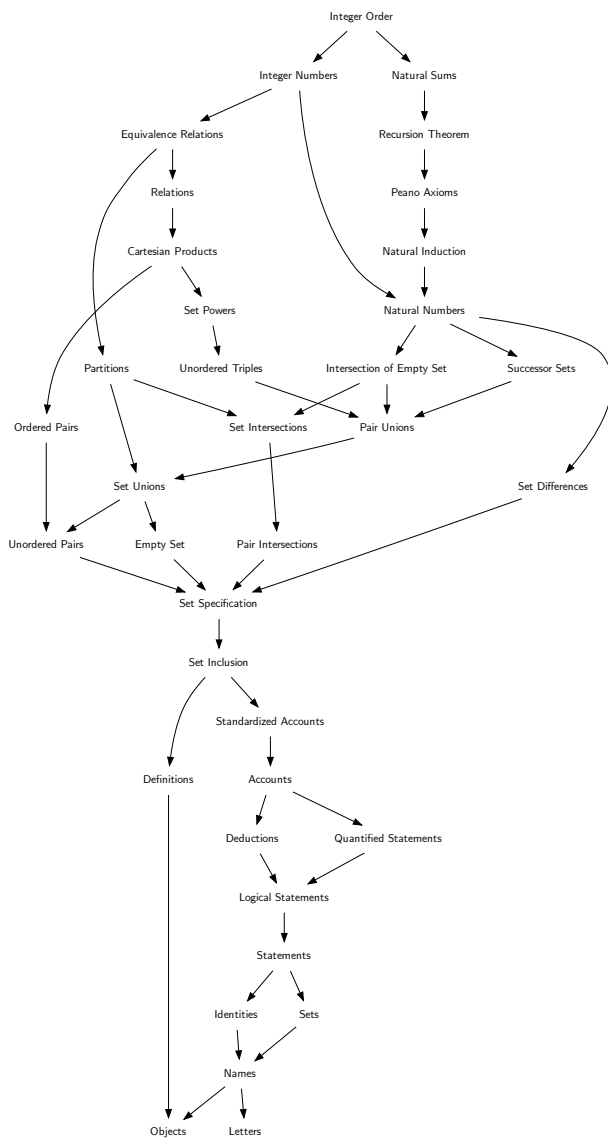 Integer Order
Integer Numbers
Natural Sums
Equivalence Relations
Recursion Theorem
Relations
Peano Axioms
Cartesian Products
Natural Induction
Set Powers
Natural Numbers
Partitions
Unordered Triples
Intersection of Empty Set
Successor Sets
Ordered Pairs
Set Intersections
Pair Unions
Set Unions
Set Differences
Unordered Pairs
Empty Set
Pair Intersections
Set Specification
Set Inclusion
Standardized Accounts
Definitions
Accounts
Deductions
Quantified Statements
Logical Statements
Statements
Identities
Sets
Names
Objects
Letters